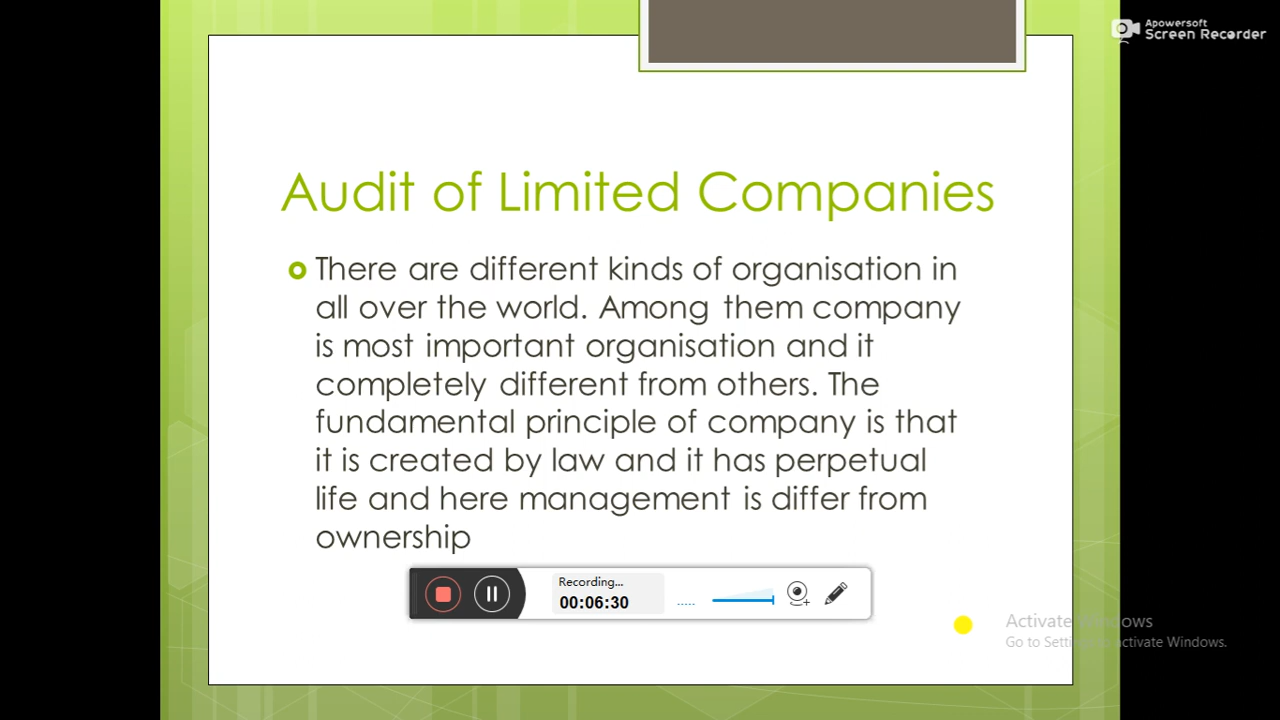 Apowersoft
Screen Recorder
Audit of Limited Companies
There are different kinds of organisation in
all over the world. Among them company
is most important organisation and it
completely different from others. The
fundamental principle of company is that
it is created by law and it has perpetual
life and here management is differ from
ownership
Recording...
00:06:30
Activate Windows
Go to Settings to activate Windows.